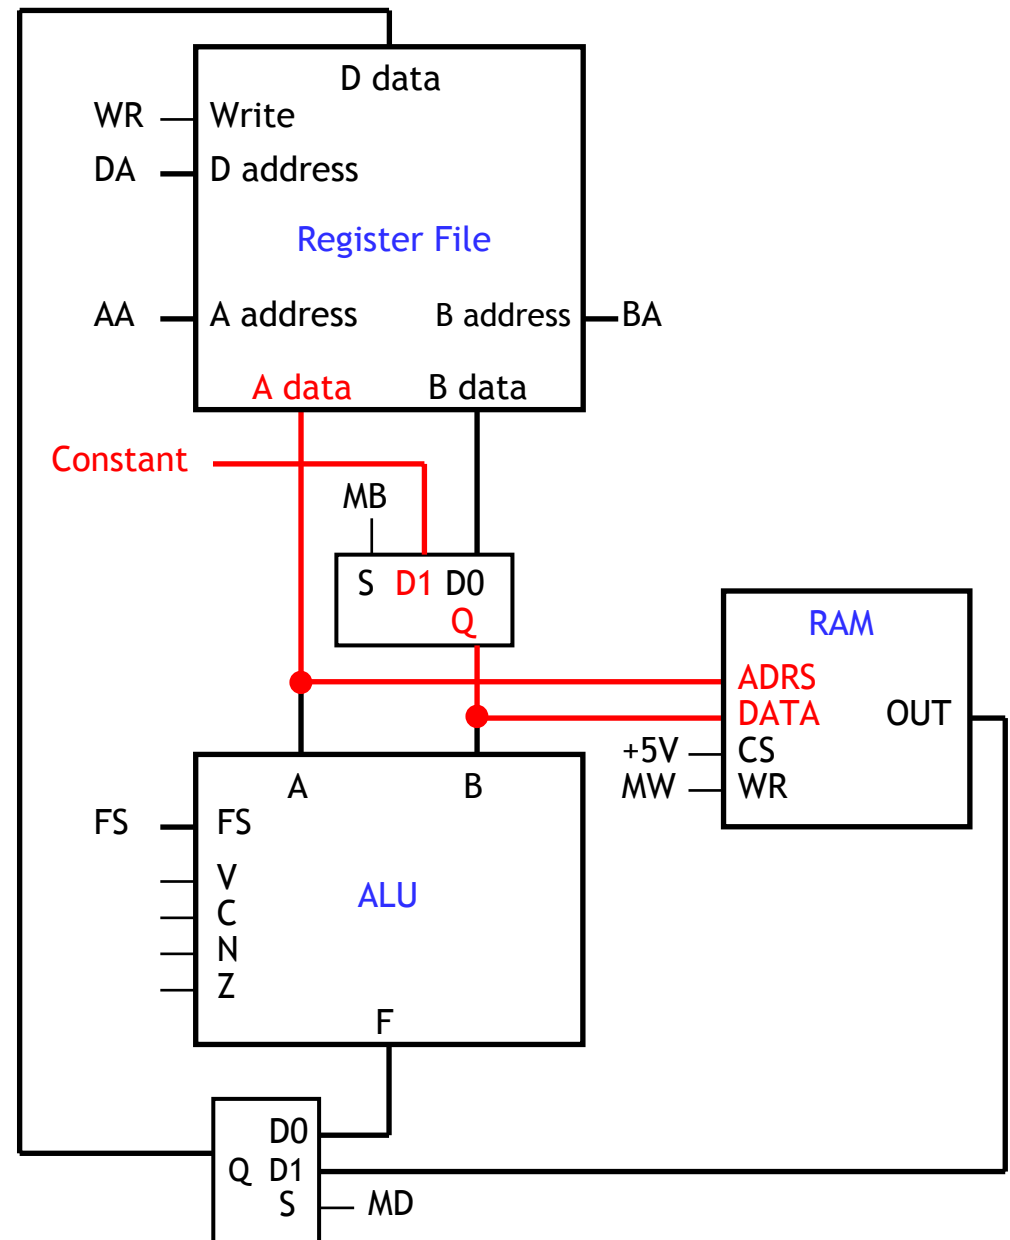 D data
WR Write
DA D address
Register File
AA A address B address BA
A data B data
Constant
MB
S D1 D0
Q
RAM
ADRS
DATA OUT
+5V CS
MW WR
A B
FS FS
V
ALU
C
N
Z
F
D0
Q D1
S MD